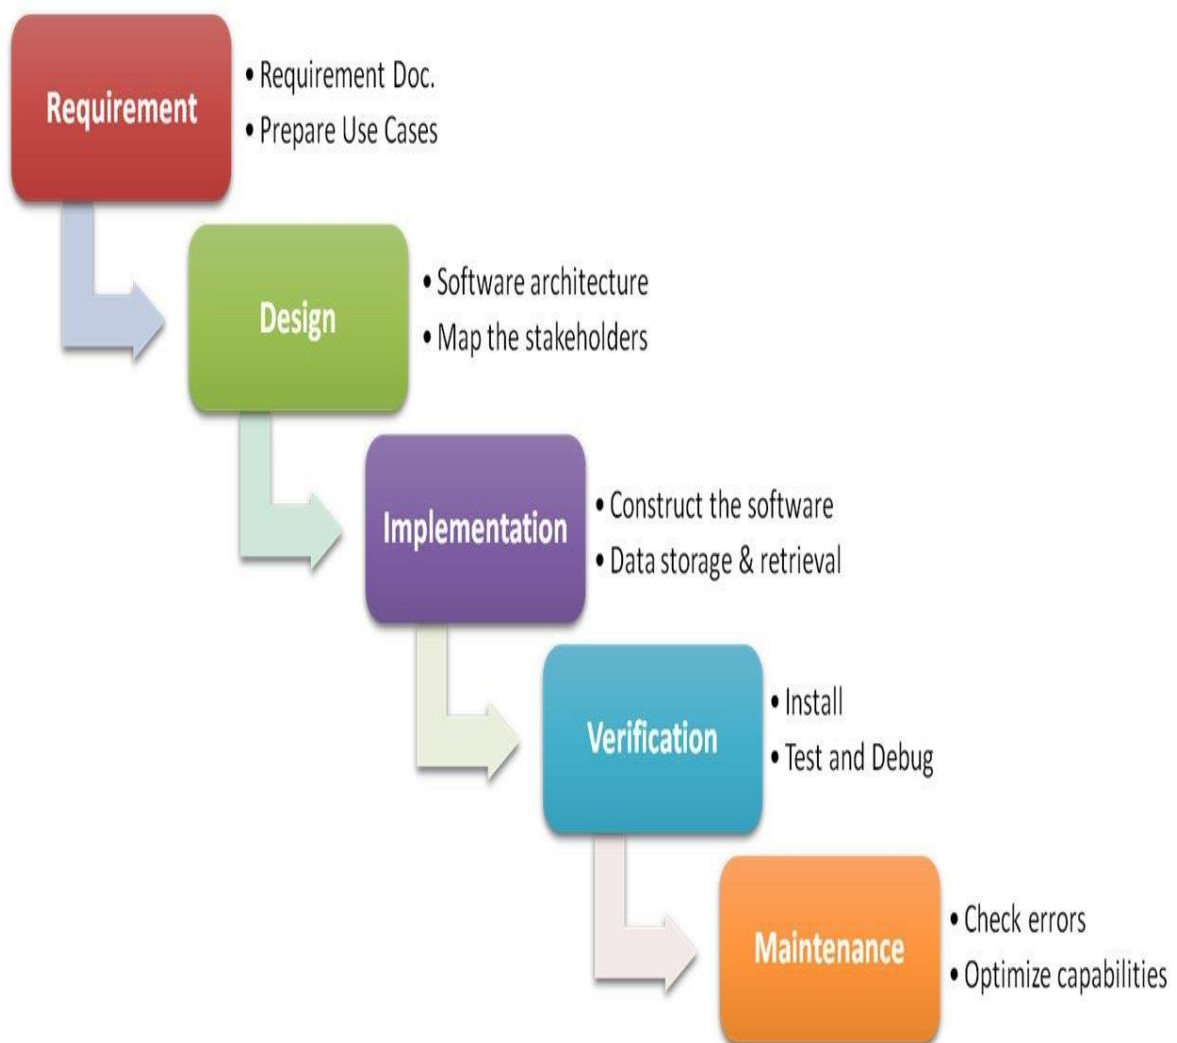 Requirement
• Requirement Doc.
• Prepare Use Cases
Design
• Software architecture
• Map the stakeholders
Implementation
• Construct the software
• Data storage & retrieval
Verification
• Install
• Test and Debug
Maintenance
• Check errors
• Optimize capabilities